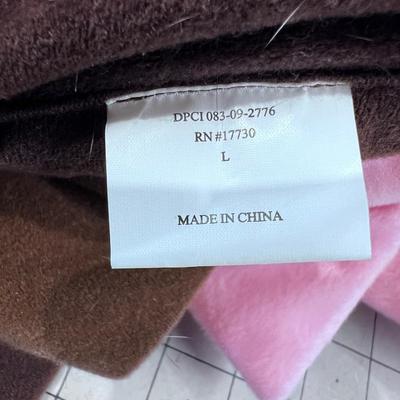 DPCI 083-09-2776
RN #17730
L
MADE IN CHINA